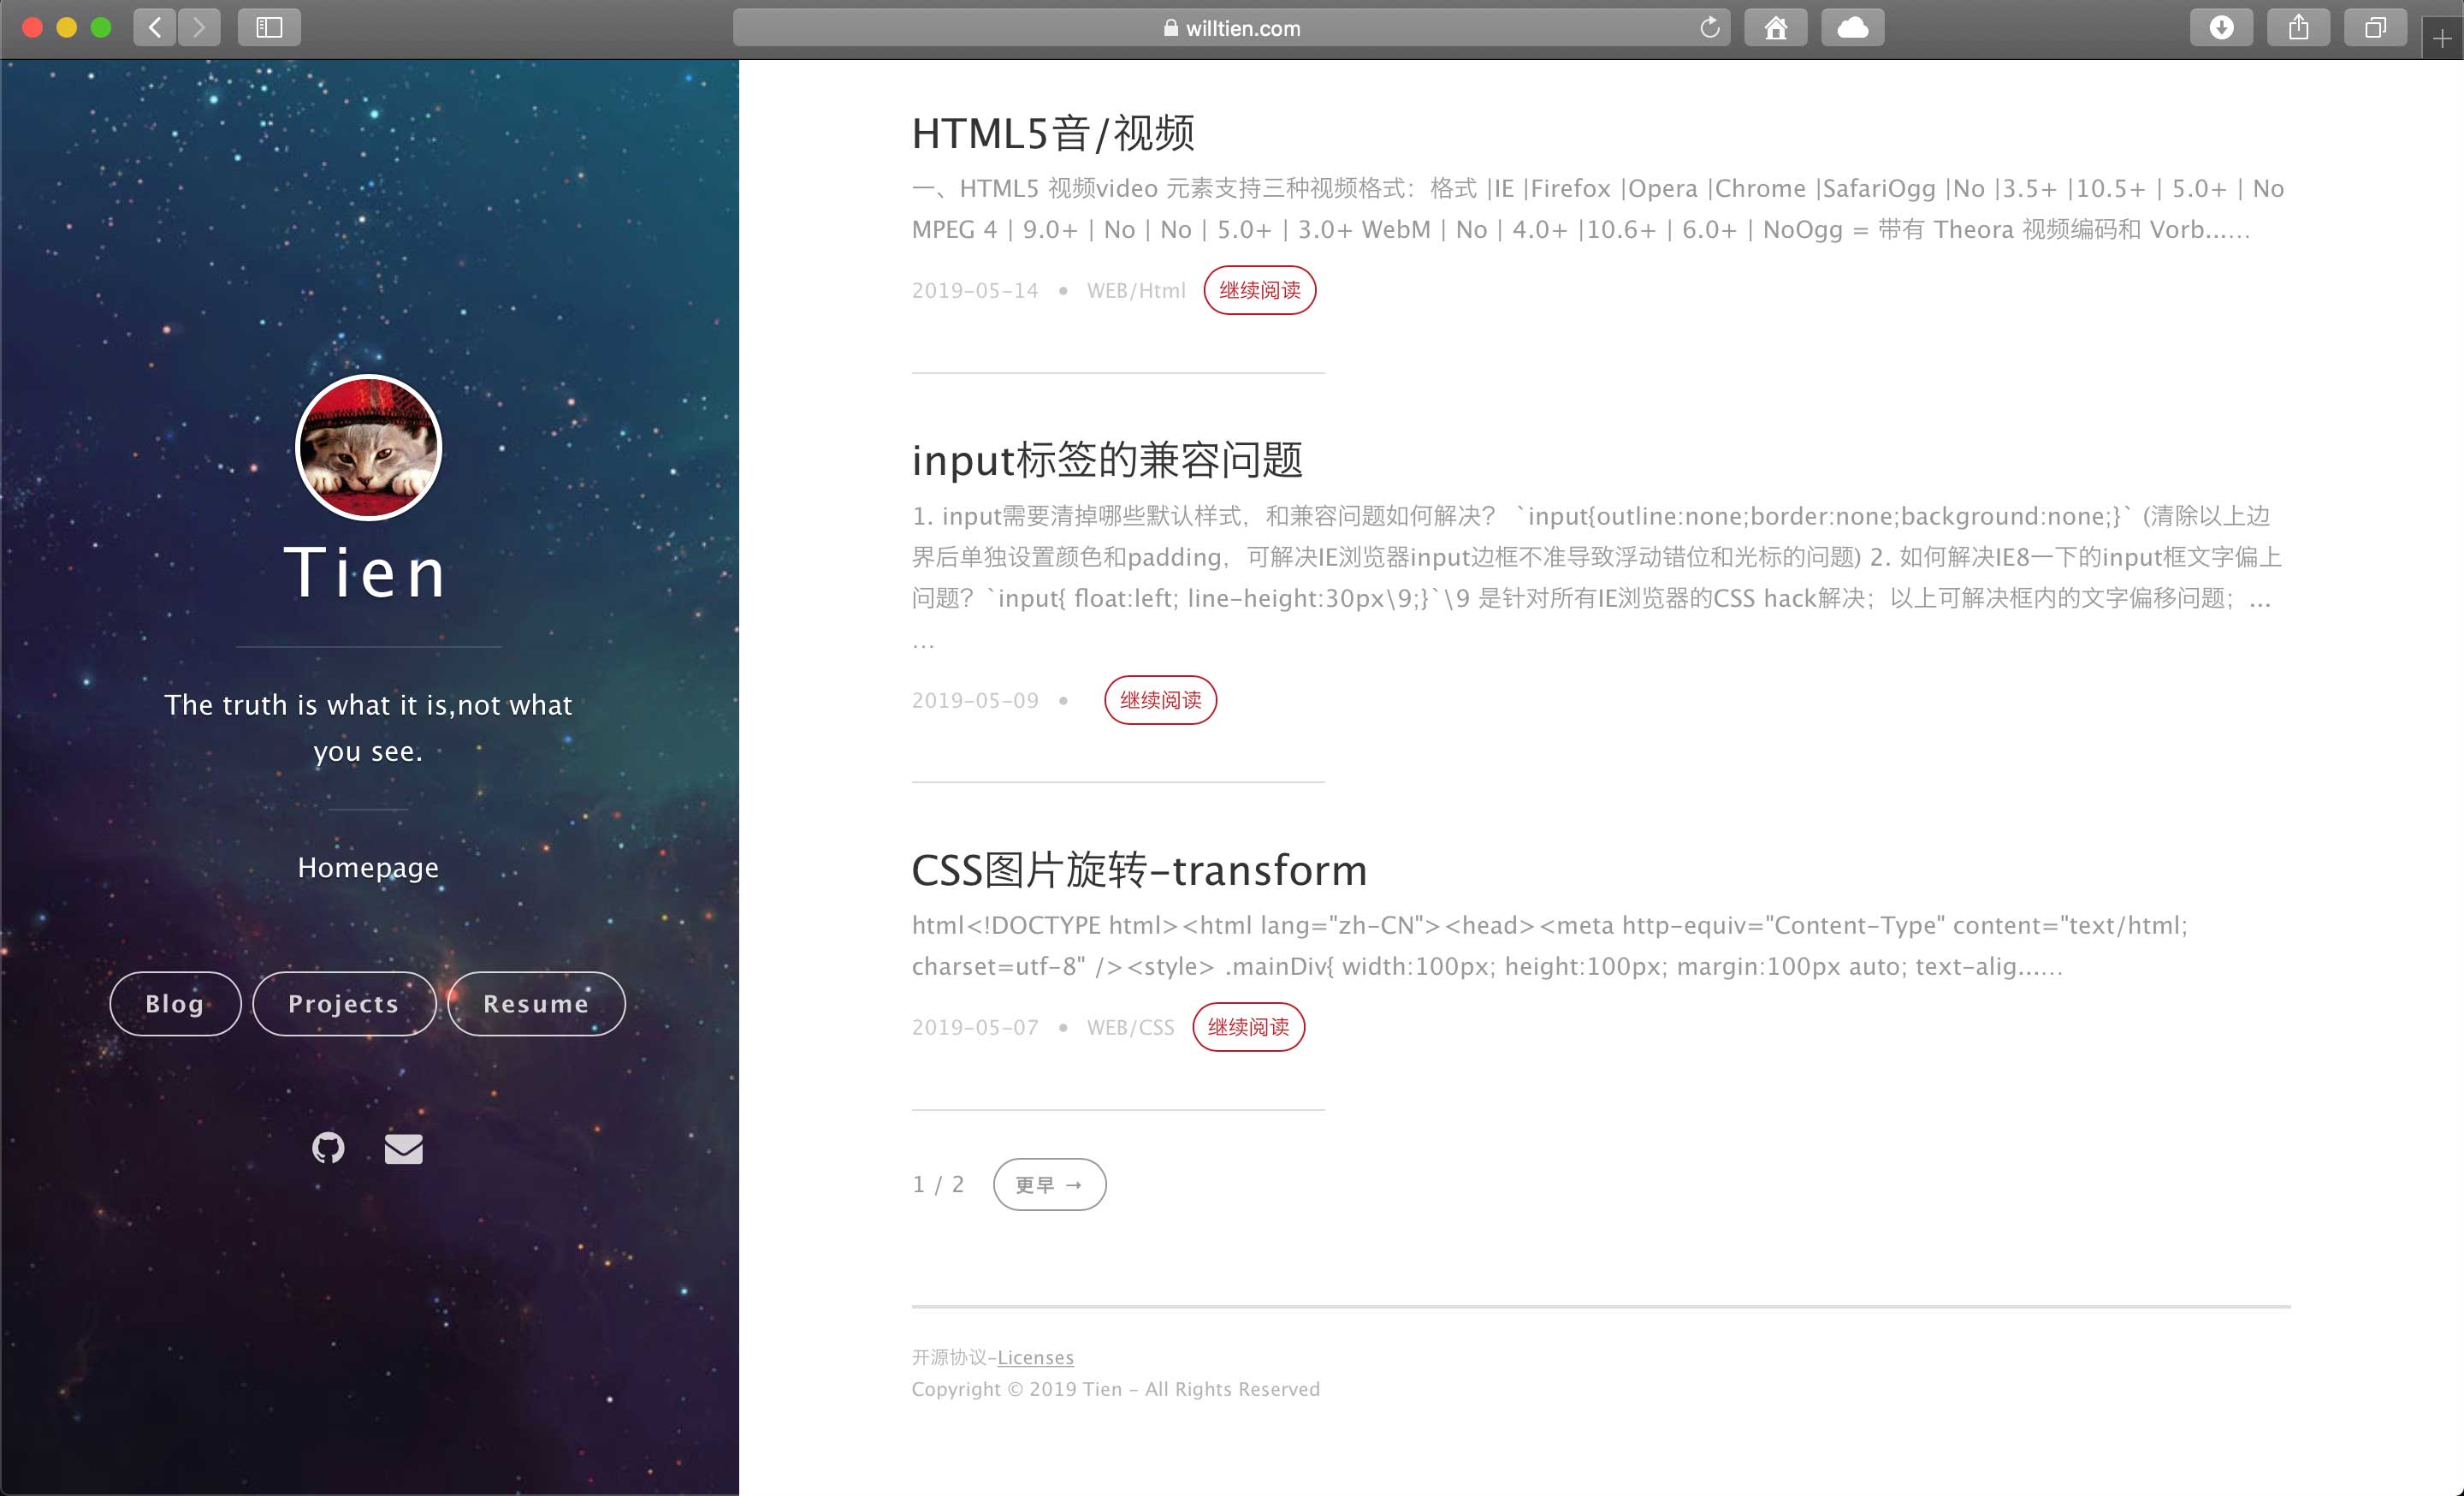 willtien.com
Tien
The truth is what it is,not what
you see.
Homepage
Blog Projects Resume
HTML5音/视频
一、HTML5 视频video 元素支持三种视频格式：格式 |IE |Firefox |Opera |Chrome |SafariOgg |No |3.5+ |10.5+ | 5.0+ | No
MPEG 4 | 9.0+ | No | No | 5.0+ | 3.0+ WebM | No | 4.0+ |10.6+ | 6.0+ | NoOgg = 带有 Theora 视频编码和 Vorb...…
2019-05-14 • WEB/Html 继续阅读
input标签的兼容问题
1. input需要清掉哪些默认样式，和兼容问题如何解决？ `input{outline:none;border:none;background:none;}` (清除以上边
界后单独设置颜色和padding，可解决IE浏览器input边框不准导致浮动错位和光标的问题) 2. 如何解决IE8一下的input框文字偏上
问题？`input{ float:left; line-height:30px\9;}`\9 是针对所有IE浏览器的CSS hack解决；以上可解决框内的文字偏移问题；...
…
2019-05-09 • 继续阅读
CSS图片旋转-transform
html<!DOCTYPE html><html lang="zh-CN"><head><meta http-equiv="Content-Type" content="text/html;
charset=utf-8" /><style> .mainDiv{ width:100px; height:100px; margin:100px auto; text-alig...…
2019-05-07 • WEB/CSS 继续阅读
1 / 2 更早 →
开源协议-Licenses
Copyright © 2019 Tien - All Rights Reserved